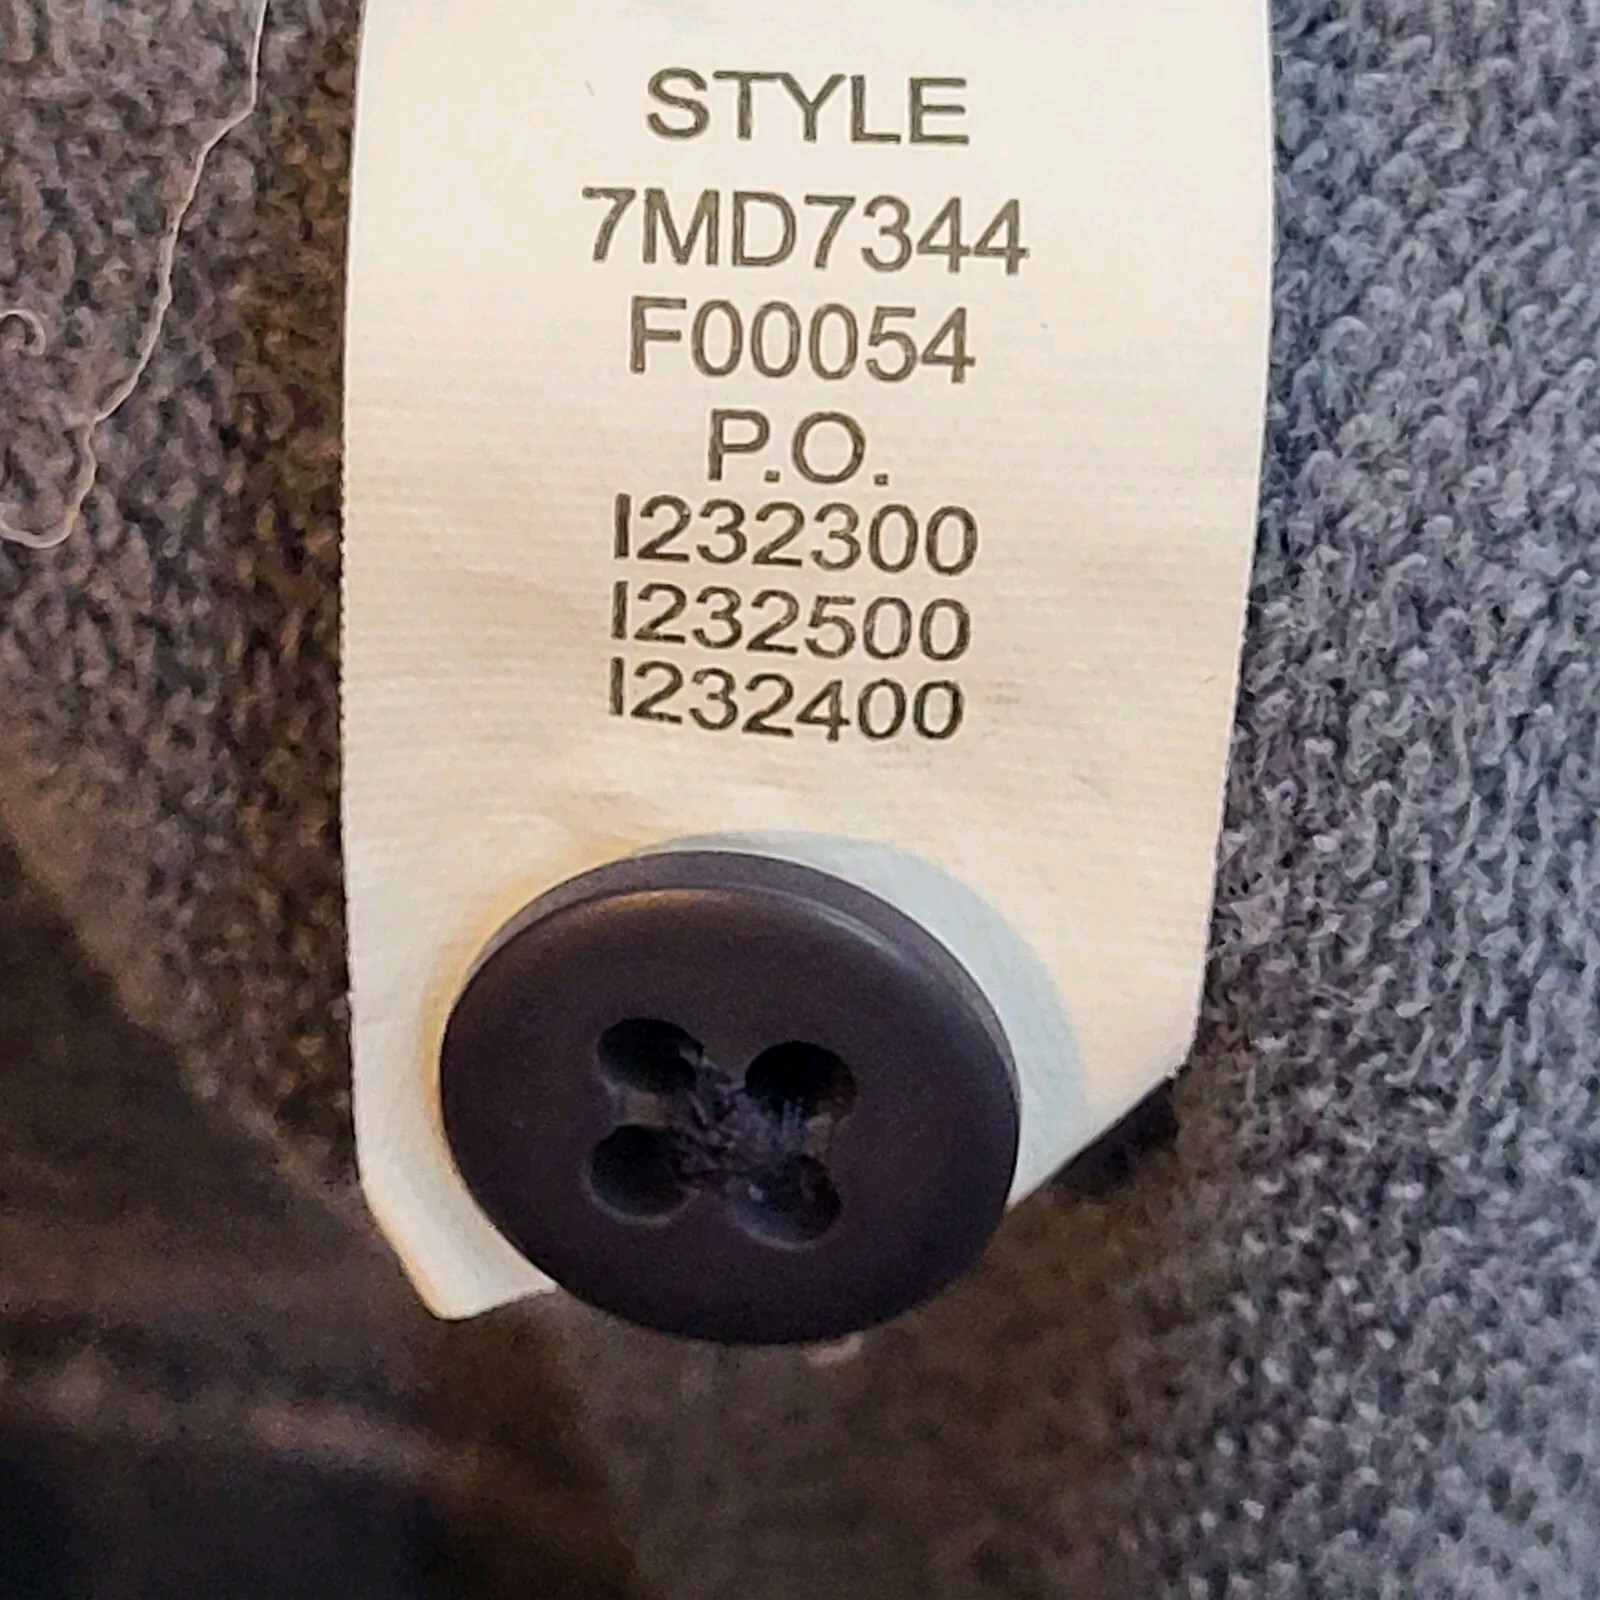 STYLE
7MD7344
F00054
P.O.
I232300
I232500
I232400